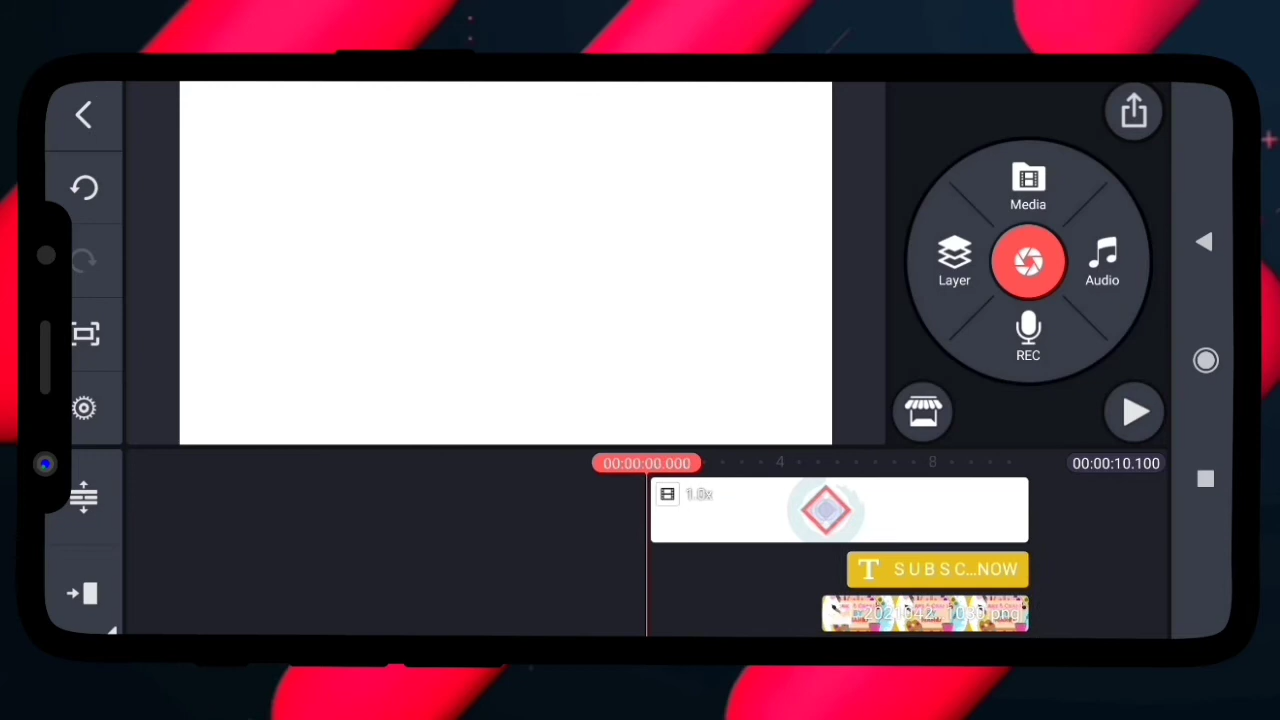 Media
Layer
Audio
REC
00:00:00.000
4
8
00:00:10.100
1.0x
T S U B S C...NOW